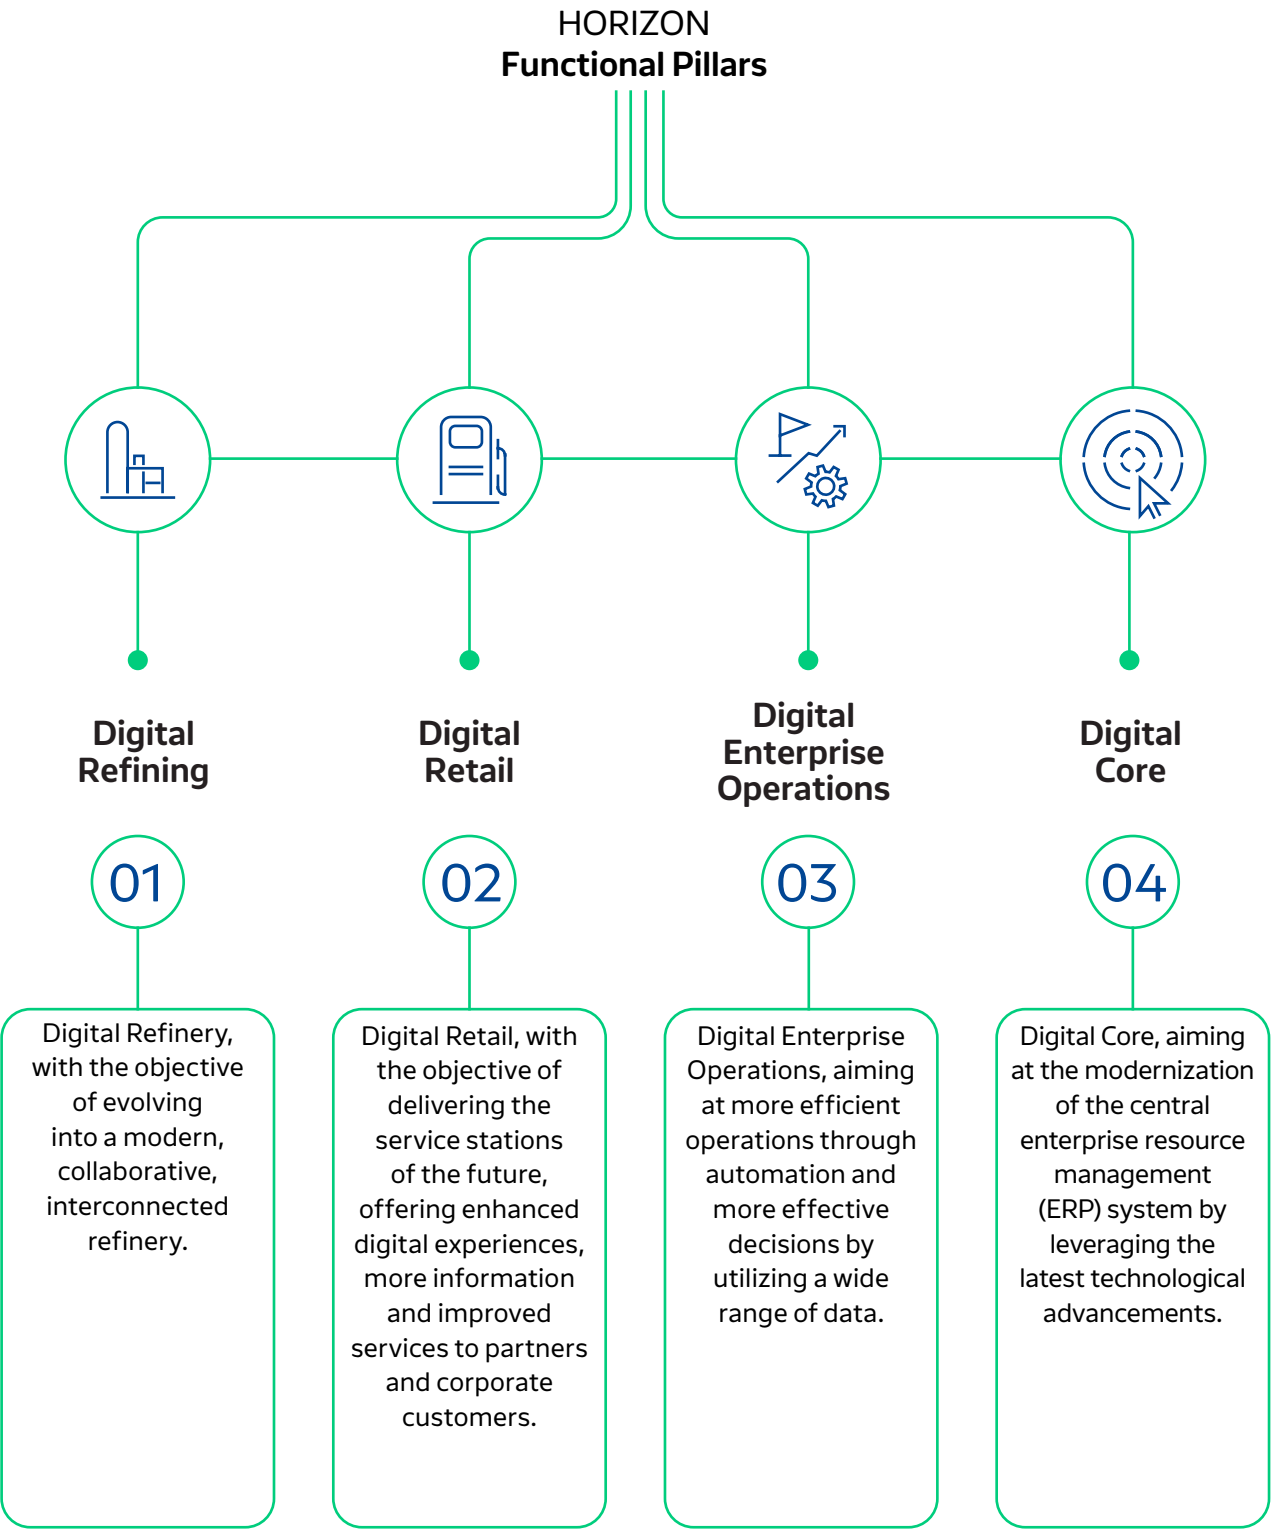 HORIZON
Functional Pillars
Digital
Refining
Digital
Retail
Digital
Enterprise
Operations
Digital
Core
01
02
03
04
Digital Refinery,
with the objective
of evolving
into a modern,
collaborative,
interconnected
refinery.
Digital Retail, with
the objective of
delivering the
service stations
of the future,
offering enhanced
digital experiences,
more information
and improved
services to partners
and corporate
customers.
Digital Enterprise
Operations, aiming
at more efficient
operations through
automation and
more effective
decisions by
utilizing a wide
range of data.
Digital Core, aiming
at the modernization
of the central
enterprise resource
management
(ERP) system by
leveraging the
latest technological
advancements.